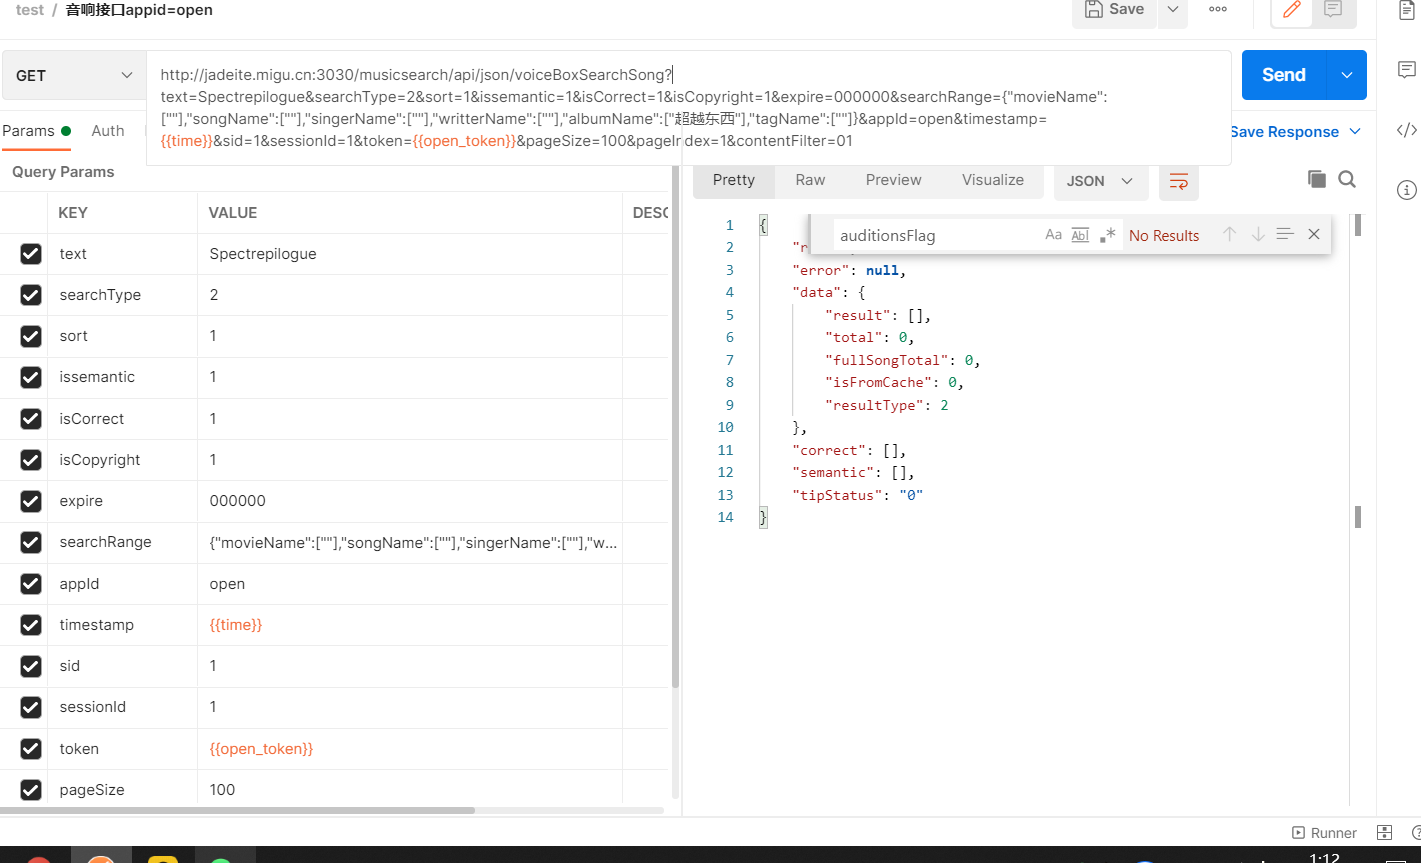 test / 音响接口appid=open
Save
GET
http://jadeite.migu.cn:3030/musicsearch/api/json/voiceBoxSearchSong?
text=Spectrepilogue&searchType=2&sort=1&issemantic=1&isCorrect=1&isCopyright=1&expire=000000&searchRange={"movieName":
[""],"songName":[""],"singerName":[""],"writterName":[""],"albumName":["超越东西"],"tagName":[""]}&appId=open&timestamp=
{{time}}&sid=1&sessionId=1&token={{open_token}}&pageSize=100&pageIndex=1&contentFilter=01
Send
Params Auth
Save Response
Query Params
Pretty Raw Preview Visualize JSON
KEY VALUE DESC
text Spectrepilogue
searchType 2
sort 1
issemantic 1
isCorrect 1
isCopyright 1
expire 000000
searchRange {"movieName":[""],"songName":[""],"singerName":[""],"w...
appId open
timestamp {{time}}
sid 1
sessionId 1
token {{open_token}}
pageSize 100
auditionsFlag Aa Abl .* No Results
1 {
2 "r
3 "error": null,
4 "data": {
5 "result": [],
6 "total": 0,
7 "fullSongTotal": 0,
8 "isFromCache": 0,
9 "resultType": 2
10 },
11 "correct": [],
12 "semantic": [],
13 "tipStatus": "0"
14 }
Runner
1:12